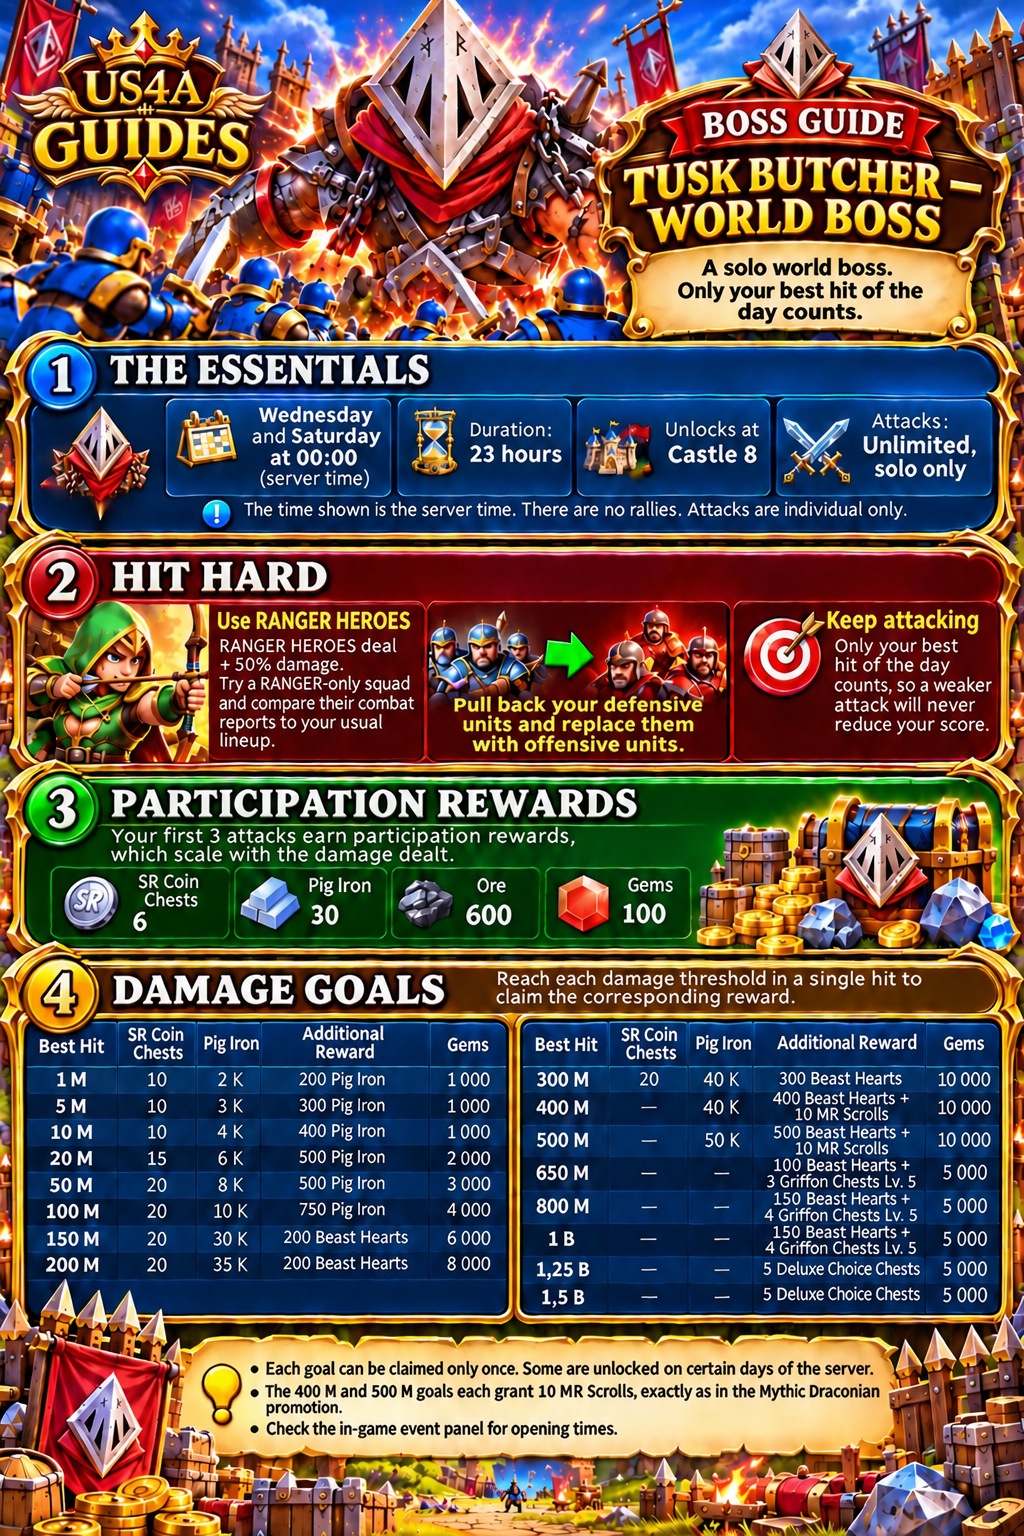 US4A
GUIDES
BOSS GUIDE
TUSK BUTCHER –
WORLD BOSS
A solo world boss.
Only your best hit of the
day counts.
1 THE ESSENTIALS
Wednesday
and Saturday
at 00:00
(server time)
Duration:
23 hours
Unlocks at
Castle 8
Attacks:
Unlimited,
solo only
! The time shown is the server time. There are no rallies. Attacks are individual only.
2 HIT HARD
Use RANGER HEROES
RANGER HEROES deal
+ 50% damage.
Try a RANGER-only squad
and compare their combat
reports to your usual
lineup.
Pull back your defensive
units and replace them
with offensive units.
Keep attacking
Only your best
hit of the day
counts, so a weaker
attack will never
reduce your score.
3 PARTICIPATION REWARDS
Your first 3 attacks earn participation rewards,
which scale with the damage dealt.
SR
SR Coin
Chests
6
Pig Iron
30
Ore
600
Gems
100
4 DAMAGE GOALS
Reach each damage threshold in a single hit to
claim the corresponding reward.
Best Hit SR Coin Chests Pig Iron Additional Reward Gems
1 M 10 2 K 200 Pig Iron 1 000
5 M 10 3 K 300 Pig Iron 1 000
10 M 10 4 K 400 Pig Iron 1 000
20 M 15 6 K 500 Pig Iron 2 000
50 M 20 8 K 500 Pig Iron 3 000
100 M 20 10 K 750 Pig Iron 4 000
150 M 20 30 K 200 Beast Hearts 6 000
200 M 20 35 K 200 Beast Hearts 8 000
Best Hit SR Coin Chests Pig Iron Additional Reward Gems
300 M 20 40 K 300 Beast Hearts 10 000
400 M — 40 K 400 Beast Hearts + 10 MR Scrolls 10 000
500 M — 50 K 500 Beast Hearts + 10 MR Scrolls 10 000
650 M — — 100 Beast Hearts + 3 Griffon Chests Lv. 5 5 000
800 M — — 150 Beast Hearts + 4 Griffon Chests Lv. 5 5 000
1 B — — 150 Beast Hearts + 4 Griffon Chests Lv. 5 5 000
1,25 B — — 5 Deluxe Choice Chests 5 000
1,5 B — — 5 Deluxe Choice Chests 5 000
• Each goal can be claimed only once. Some are unlocked on certain days of the server.
• The 400 M and 500 M goals each grant 10 MR Scrolls, exactly as in the Mythic Draconian
promotion.
• Check the in-game event panel for opening times.